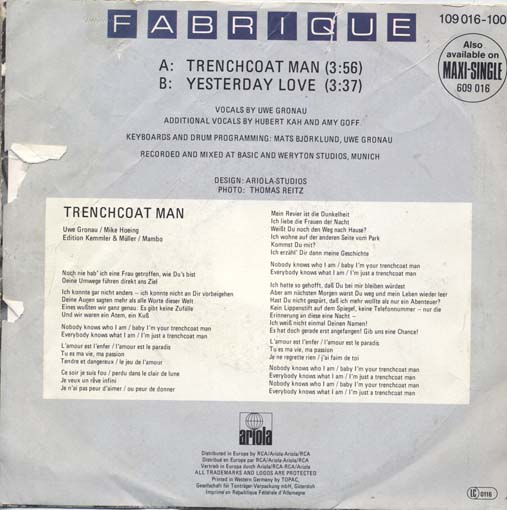 FABRIQUE
109 016-100
Also
available on
MAXI-SINGLE
609 016
A: TRENCHCOAT MAN (3:56)
B: YESTERDAY LOVE (3:37)
VOCALS BY UWE GRONAU
ADDITIONAL VOCALS BY HUBERT KAH AND AMY GOFF
KEYBOARDS AND DRUM PROGRAMMING: MATS BJÖRKLUND, UWE GRONAU
RECORDED AND MIXED AT BASIC AND WERYTON STUDIOS, MUNICH
DESIGN: ARIOLA-STUDIOS
PHOTO: THOMAS REITZ
TRENCHCOAT MAN
Uwe Gronau / Mike Hoeing
Edition Kemmler & Müller / Mambo
Noch nie hab' ich eine Frau getroffen, wie Du's bist
Deine Umwege führen direkt ans Ziel
Ich konnte gar nicht anders – ich konnte nicht an Dir vorbeigehen
Deine Augen sagten mehr als alle Worte dieser Welt
Eines wußten wir ganz genau: Es gibt keine Zufälle
Und wir waren ein Atem, ein Kuß
Nobody knows who I am / baby I'm your trenchcoat man
Everybody knows what I am / I'm just a trenchcoat man
L'amour est l'enfer / l'amour est le paradis
Tu es ma vie, ma passion
Tendre et dangereux / le jeu de l'amour
Ce soir je suis fou / perdu dans le clair de lune
Je veux un rêve infini
Je n'ai pas peur d'aimer / ou peur de donner
Mein Revier ist die Dunkelheit
Ich liebe die Frauen der Nacht
Weißt Du noch den Weg nach Hause?
Ich wohne auf der anderen Seite vom Park
Kommst Du mit?
Ich erzähl' Dir dann meine Geschichte
Nobody knows who I am / baby I'm your trenchcoat man
Everybody knows what I am / I'm just a trenchcoat man
Ich hatte so gehofft, daß Du bei mir bleiben würdest
Aber am nächsten Morgen warst Du weg und mein Leben wieder leer
Hast Du nicht gespürt, daß ich mehr wollte als nur ein Abenteuer?
Kein Lippenstift auf dem Spiegel, keine Telefonnummer – nur die
Erinnerung an diese eine Nacht –
Ich weiß nicht einmal Deinen Namen!
Es hat doch gerade erst angefangen! Gib uns eine Chance!
L'amour est l'enfer / l'amour est le paradis
Tu es ma vie, ma passion
Je ne regrette rien / j'ai faim de toi
Nobody knows who I am / baby I'm your trenchcoat man
Everybody knows what I am / I'm just a trenchcoat man
Nobody knows who I am / baby I'm your trenchcoat man
Everybody knows what I am / I'm just a trenchcoat man
ariola
Distributed in Europe by RCA/Ariola-Ariola/RCA
Distribué en Europe par RCA/Ariola-Ariola/RCA
Vertrieb in Europa durch Ariola/RCA-RCA/Ariola
ALL TRADEMARKS AND LOGOS ARE PROTECTED
Printed in Western Germany by TOPAC,
Gesellschaft für Tonträger-Verpackung mbH, Gütersloh
Imprimé en République Fédérale d'Allemagne
LC 0116